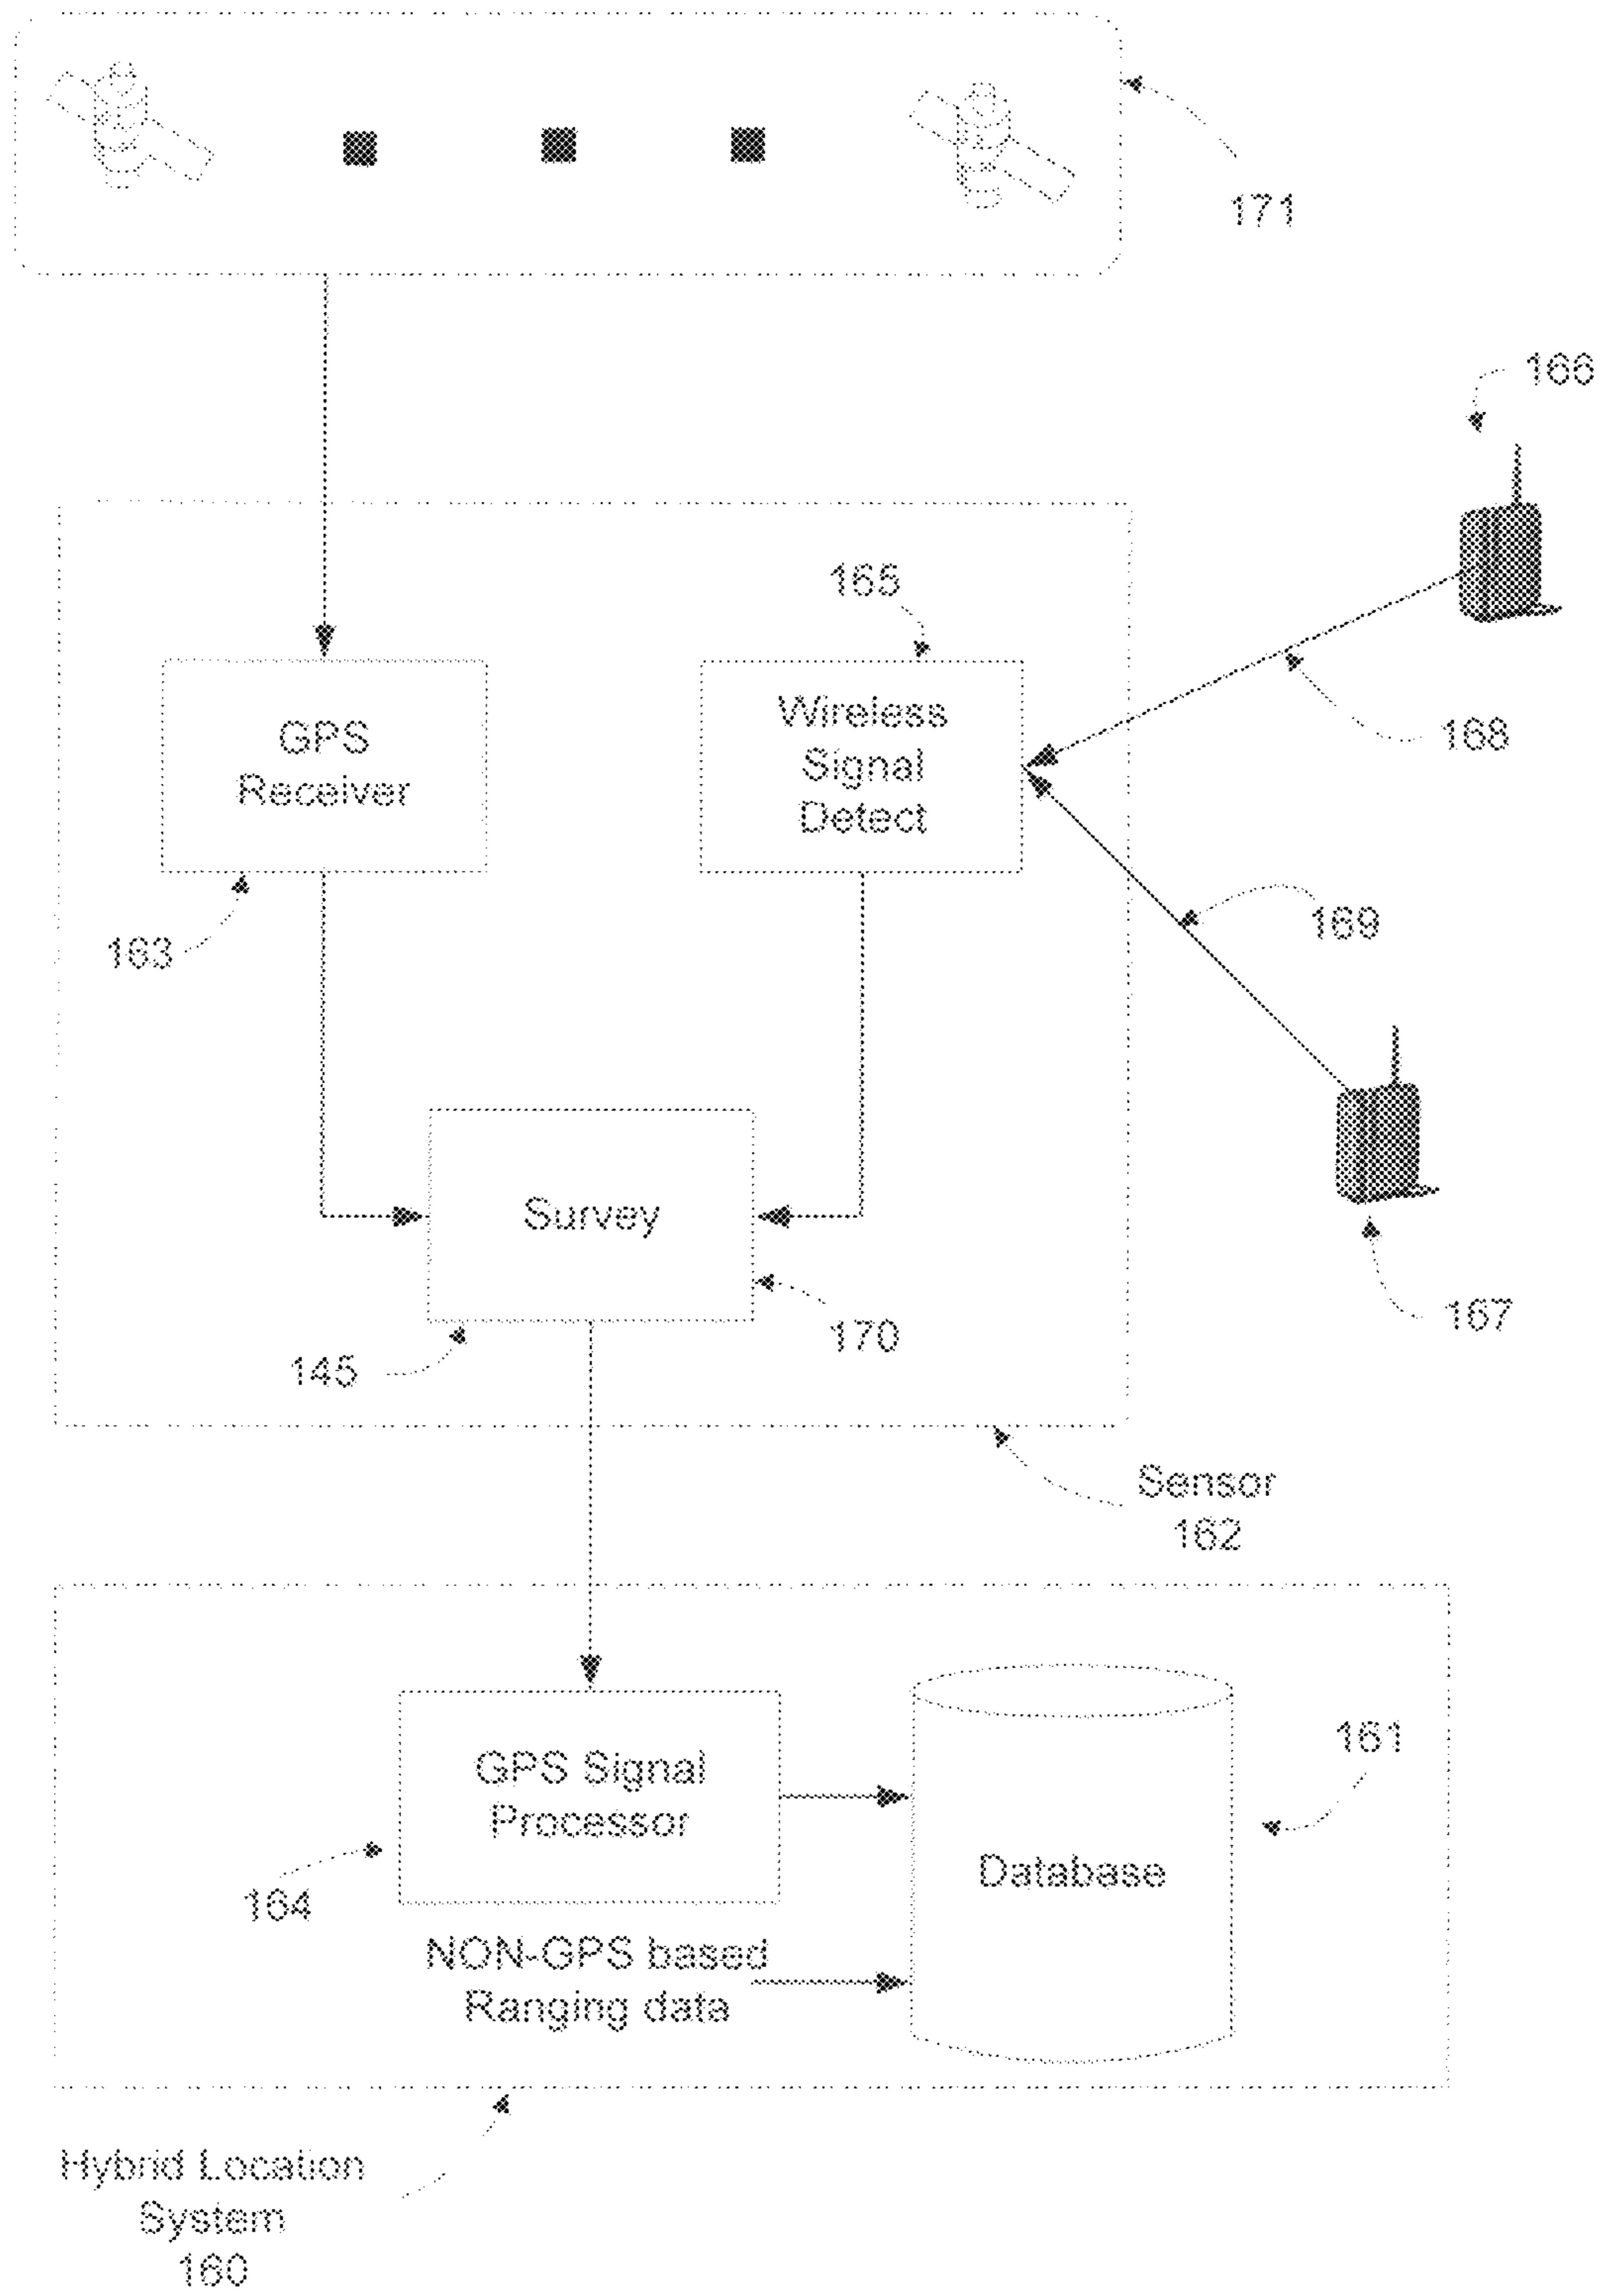 171
166
165
Wireless
Signal
Detect
GPS
Receiver
168
163
169
Survey
170
145
167
Sensor
162
GPS Signal
Processor
161
Database
164
NON-GPS based
Ranging data
Hybrid Location
System
160